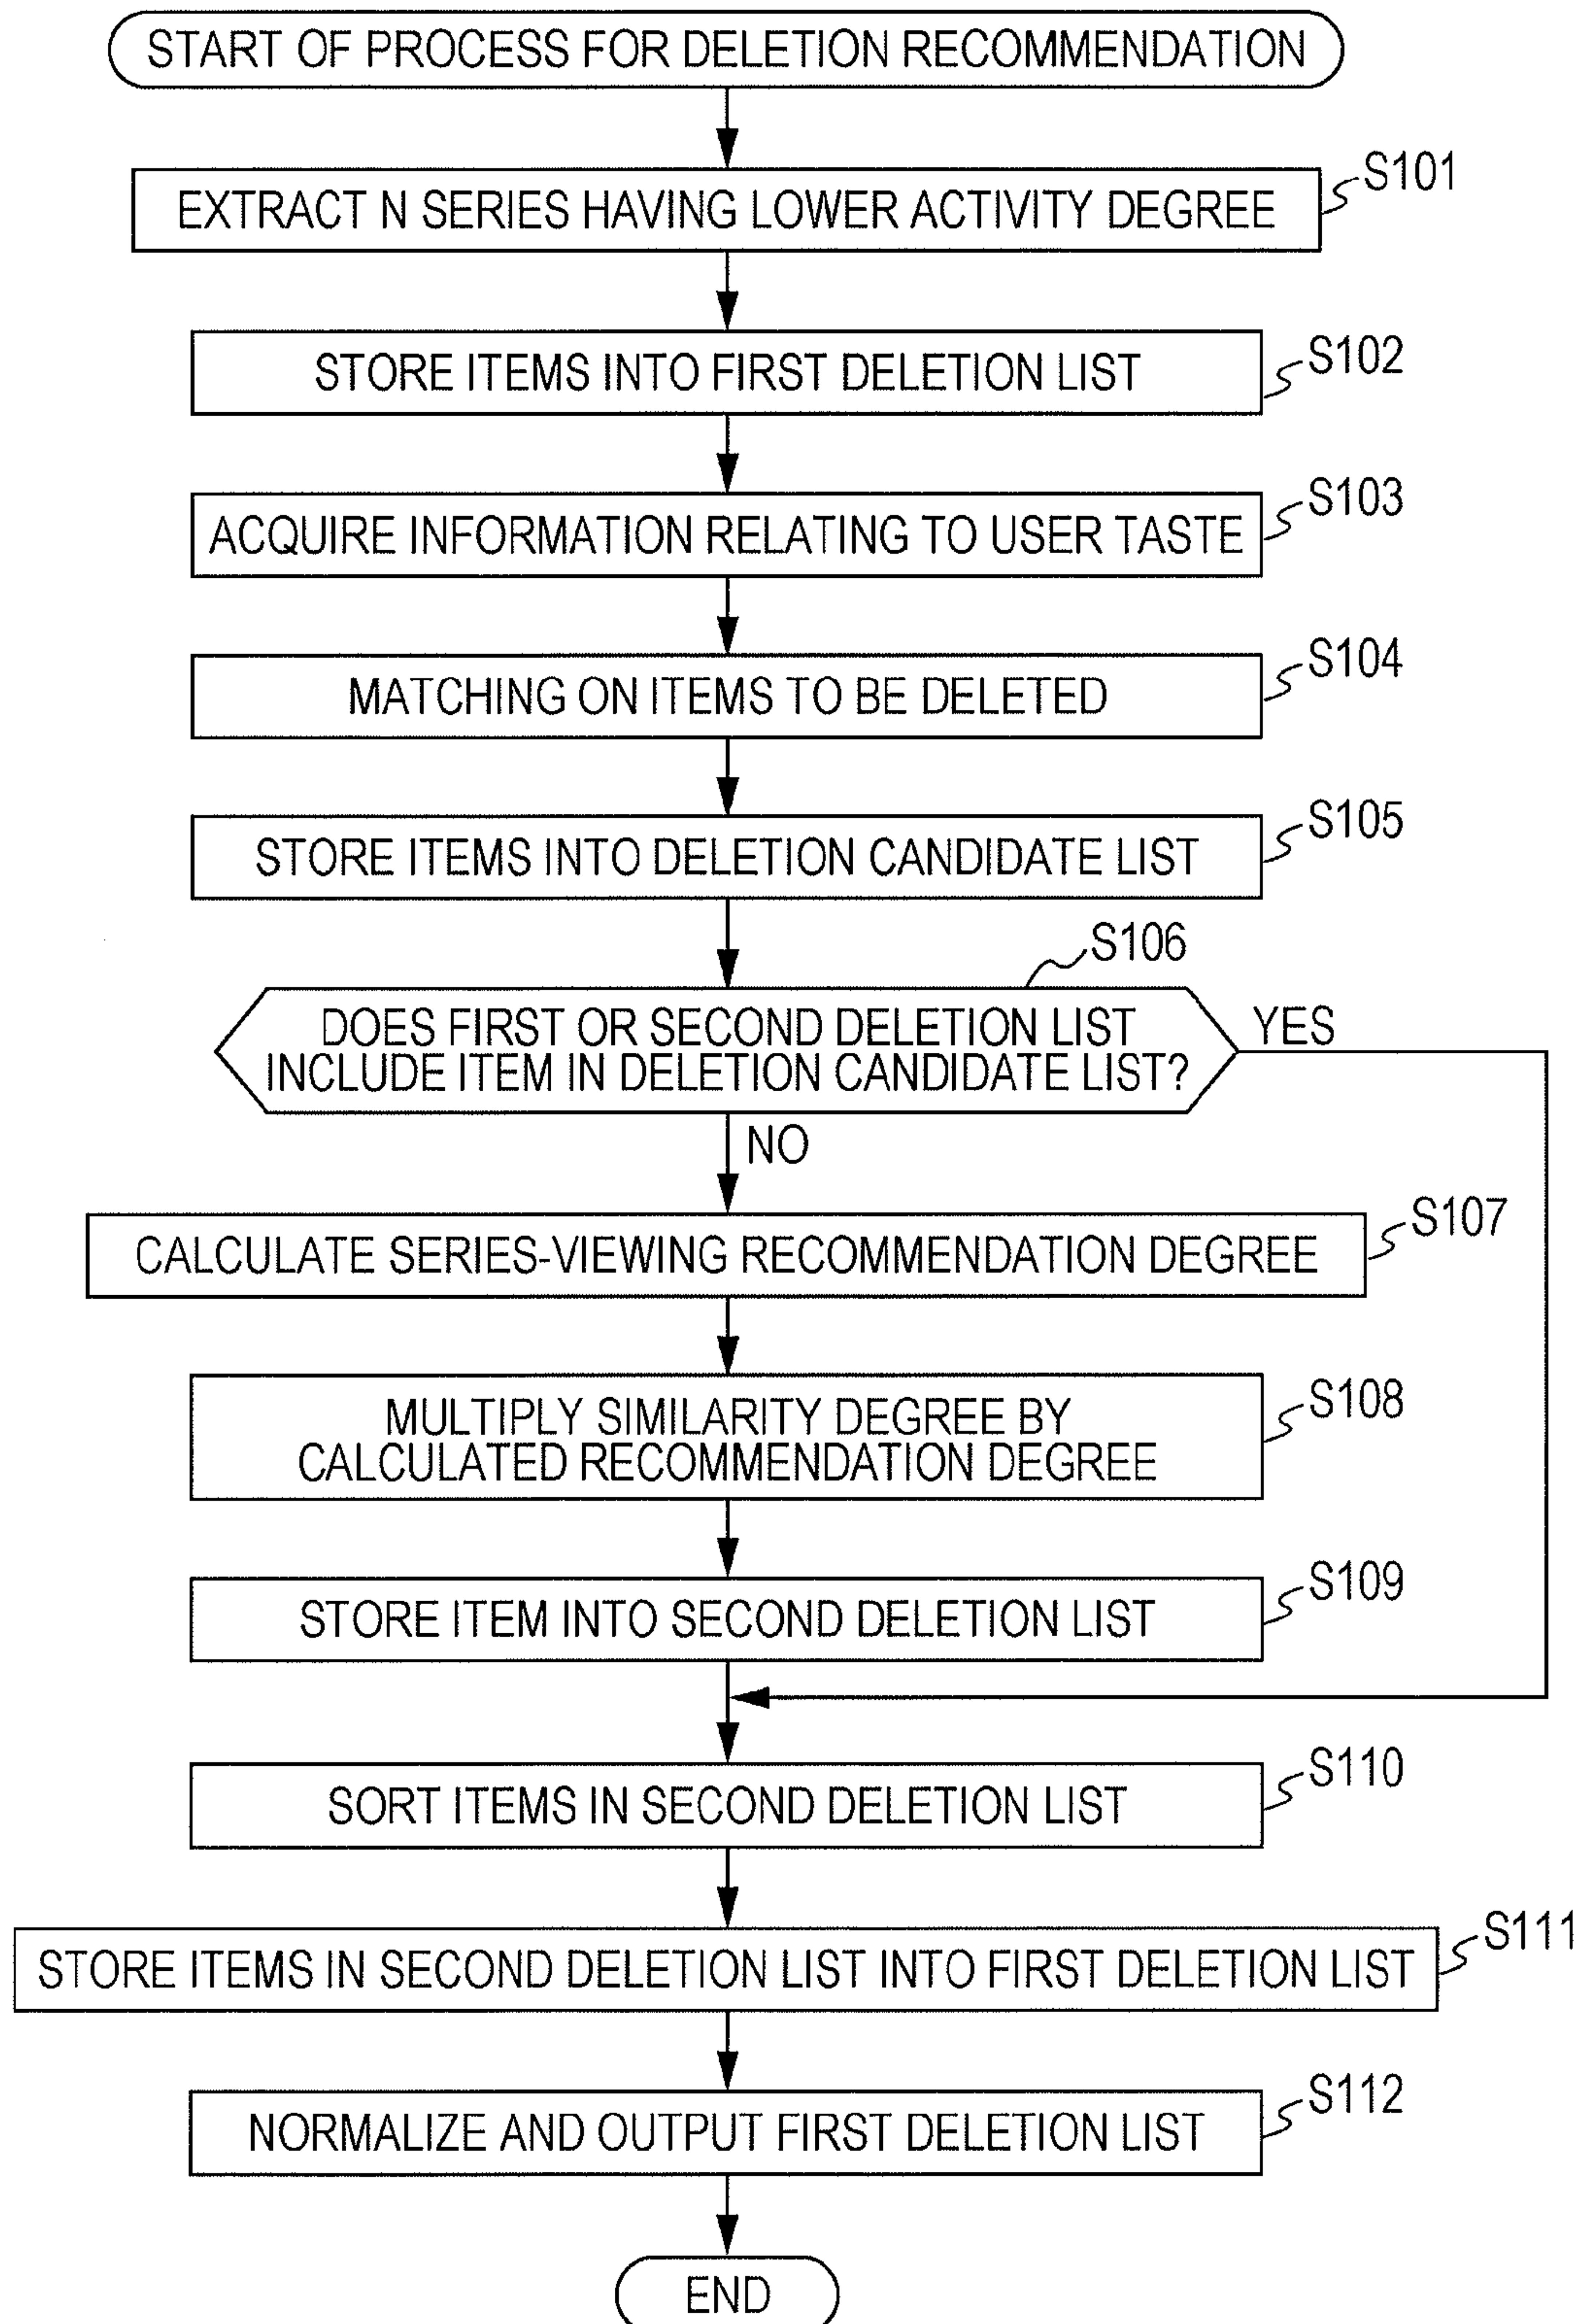 START OF PROCESS FOR DELETION RECOMMENDATION
EXTRACT N SERIES HAVING LOWER ACTIVITY DEGREE
S101
STORE ITEMS INTO FIRST DELETION LIST
S102
ACQUIRE INFORMATION RELATING TO USER TASTE
S103
MATCHING ON ITEMS TO BE DELETED
S104
STORE ITEMS INTO DELETION CANDIDATE LIST
S105
S106
DOES FIRST OR SECOND DELETION LIST
INCLUDE ITEM IN DELETION CANDIDATE LIST?
YES
NO
CALCULATE SERIES-VIEWING RECOMMENDATION DEGREE
S107
MULTIPLY SIMILARITY DEGREE BY
CALCULATED RECOMMENDATION DEGREE
S108
STORE ITEM INTO SECOND DELETION LIST
S109
SORT ITEMS IN SECOND DELETION LIST
S110
STORE ITEMS IN SECOND DELETION LIST INTO FIRST DELETION LIST
S111
NORMALIZE AND OUTPUT FIRST DELETION LIST
S112
END